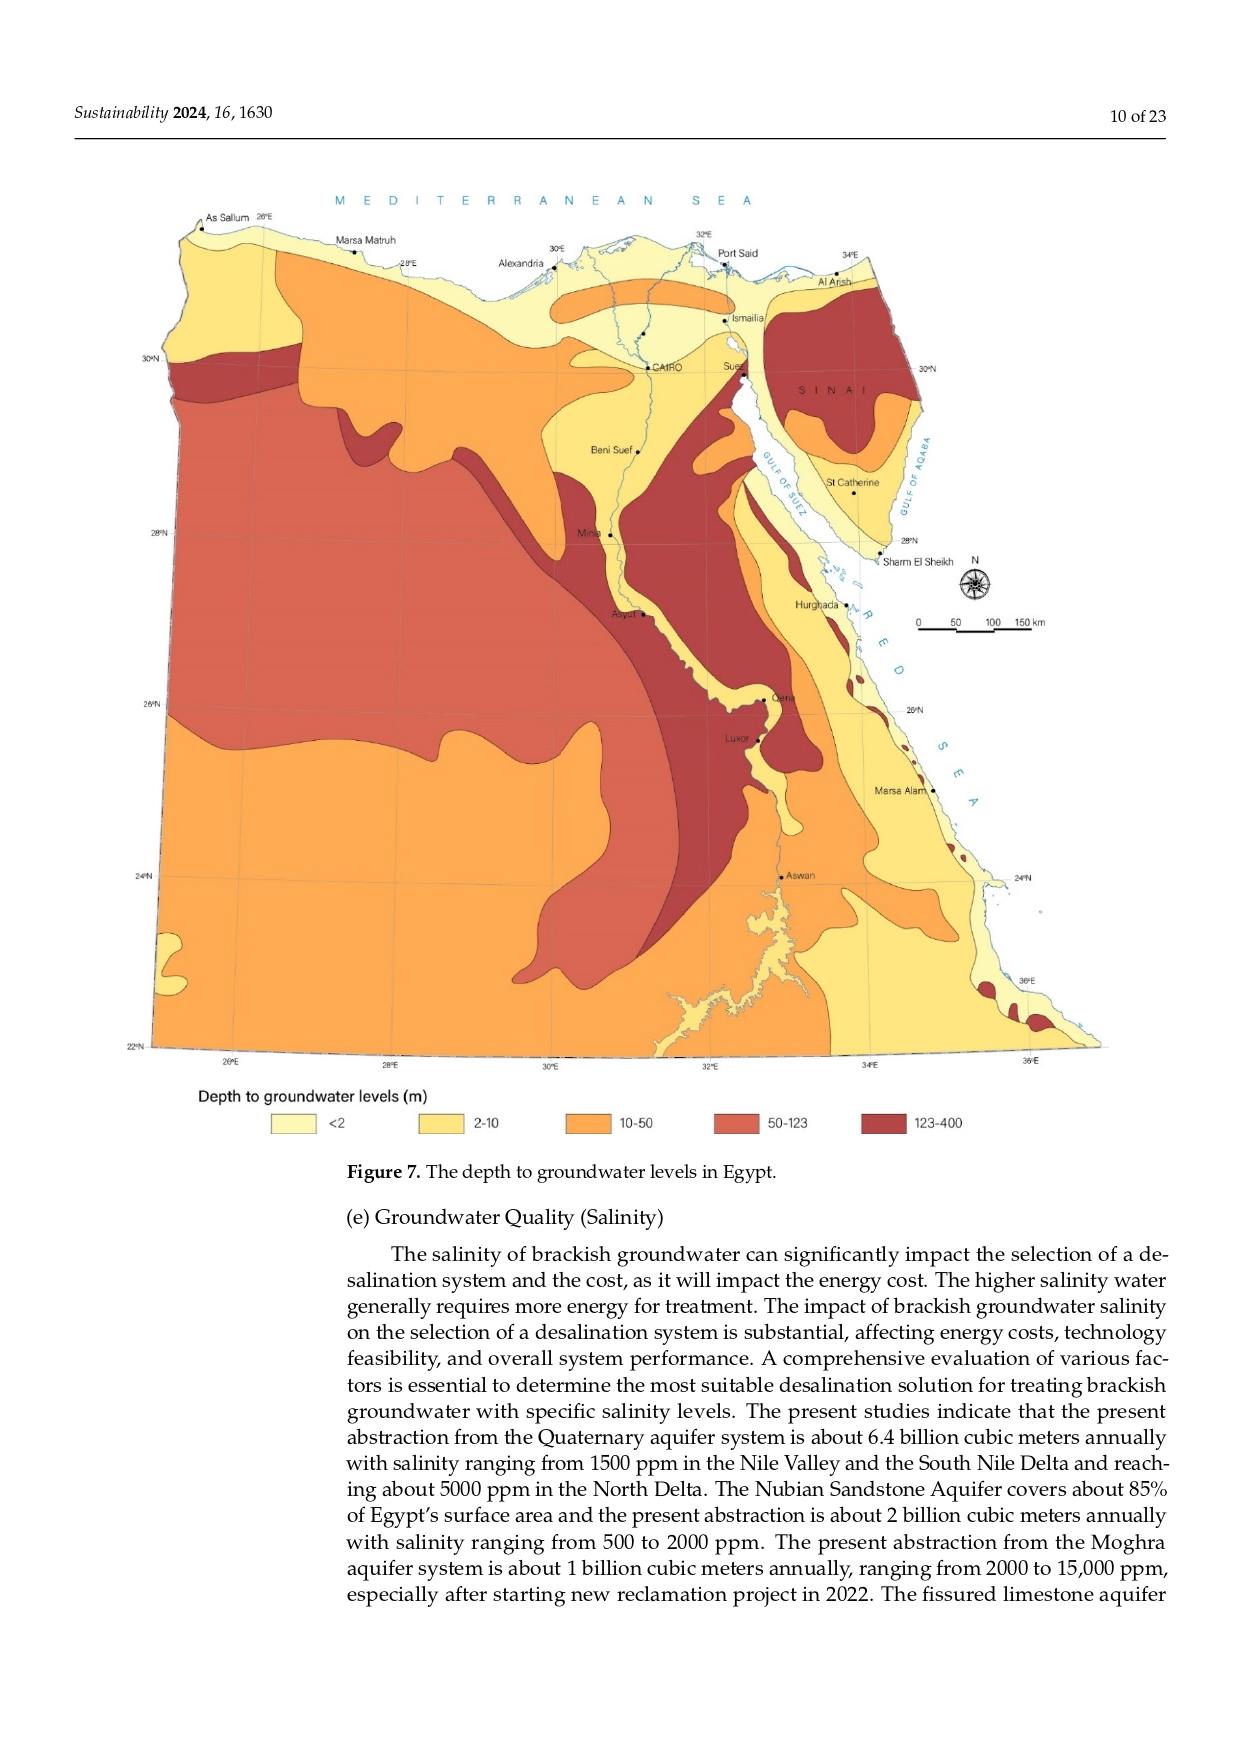 Sustainability 2024, 16, 1630
10 of 23
MEDITERRANEAN SEA
As Sallum 26°E
Marsa Matruh
28°E
Alexandria
30°E
32°E
Port Said
34°E
Al Arish
Ismailia
30°N
CAIRO
Suez
30°N
SINAI
Beni Suef
GULF OF SUEZ
St Catherine
GULF OF AQABA
28°N
Minia
28°N
Sharm El Sheikh
N
Hurghada
Asyut
0 50 100 150 km
RED SEA
26°N
Qena
26°N
Luxor
Marsa Alam
24°N
Aswan
24°N
36°E
22°N
26°E
28°E
30°E
32°E
34°E
36°E
Depth to groundwater levels (m)
<2
2-10
10-50
50-123
123-400
Figure 7. The depth to groundwater levels in Egypt.
(e) Groundwater Quality (Salinity)
The salinity of brackish groundwater can significantly impact the selection of a de-
salination system and the cost, as it will impact the energy cost. The higher salinity water
generally requires more energy for treatment. The impact of brackish groundwater salinity
on the selection of a desalination system is substantial, affecting energy costs, technology
feasibility, and overall system performance. A comprehensive evaluation of various fac-
tors is essential to determine the most suitable desalination solution for treating brackish
groundwater with specific salinity levels. The present studies indicate that the present
abstraction from the Quaternary aquifer system is about 6.4 billion cubic meters annually
with salinity ranging from 1500 ppm in the Nile Valley and the South Nile Delta and reach-
ing about 5000 ppm in the North Delta. The Nubian Sandstone Aquifer covers about 85%
of Egypt's surface area and the present abstraction is about 2 billion cubic meters annually
with salinity ranging from 500 to 2000 ppm. The present abstraction from the Moghra
aquifer system is about 1 billion cubic meters annually, ranging from 2000 to 15,000 ppm,
especially after starting new reclamation project in 2022. The fissured limestone aquifer